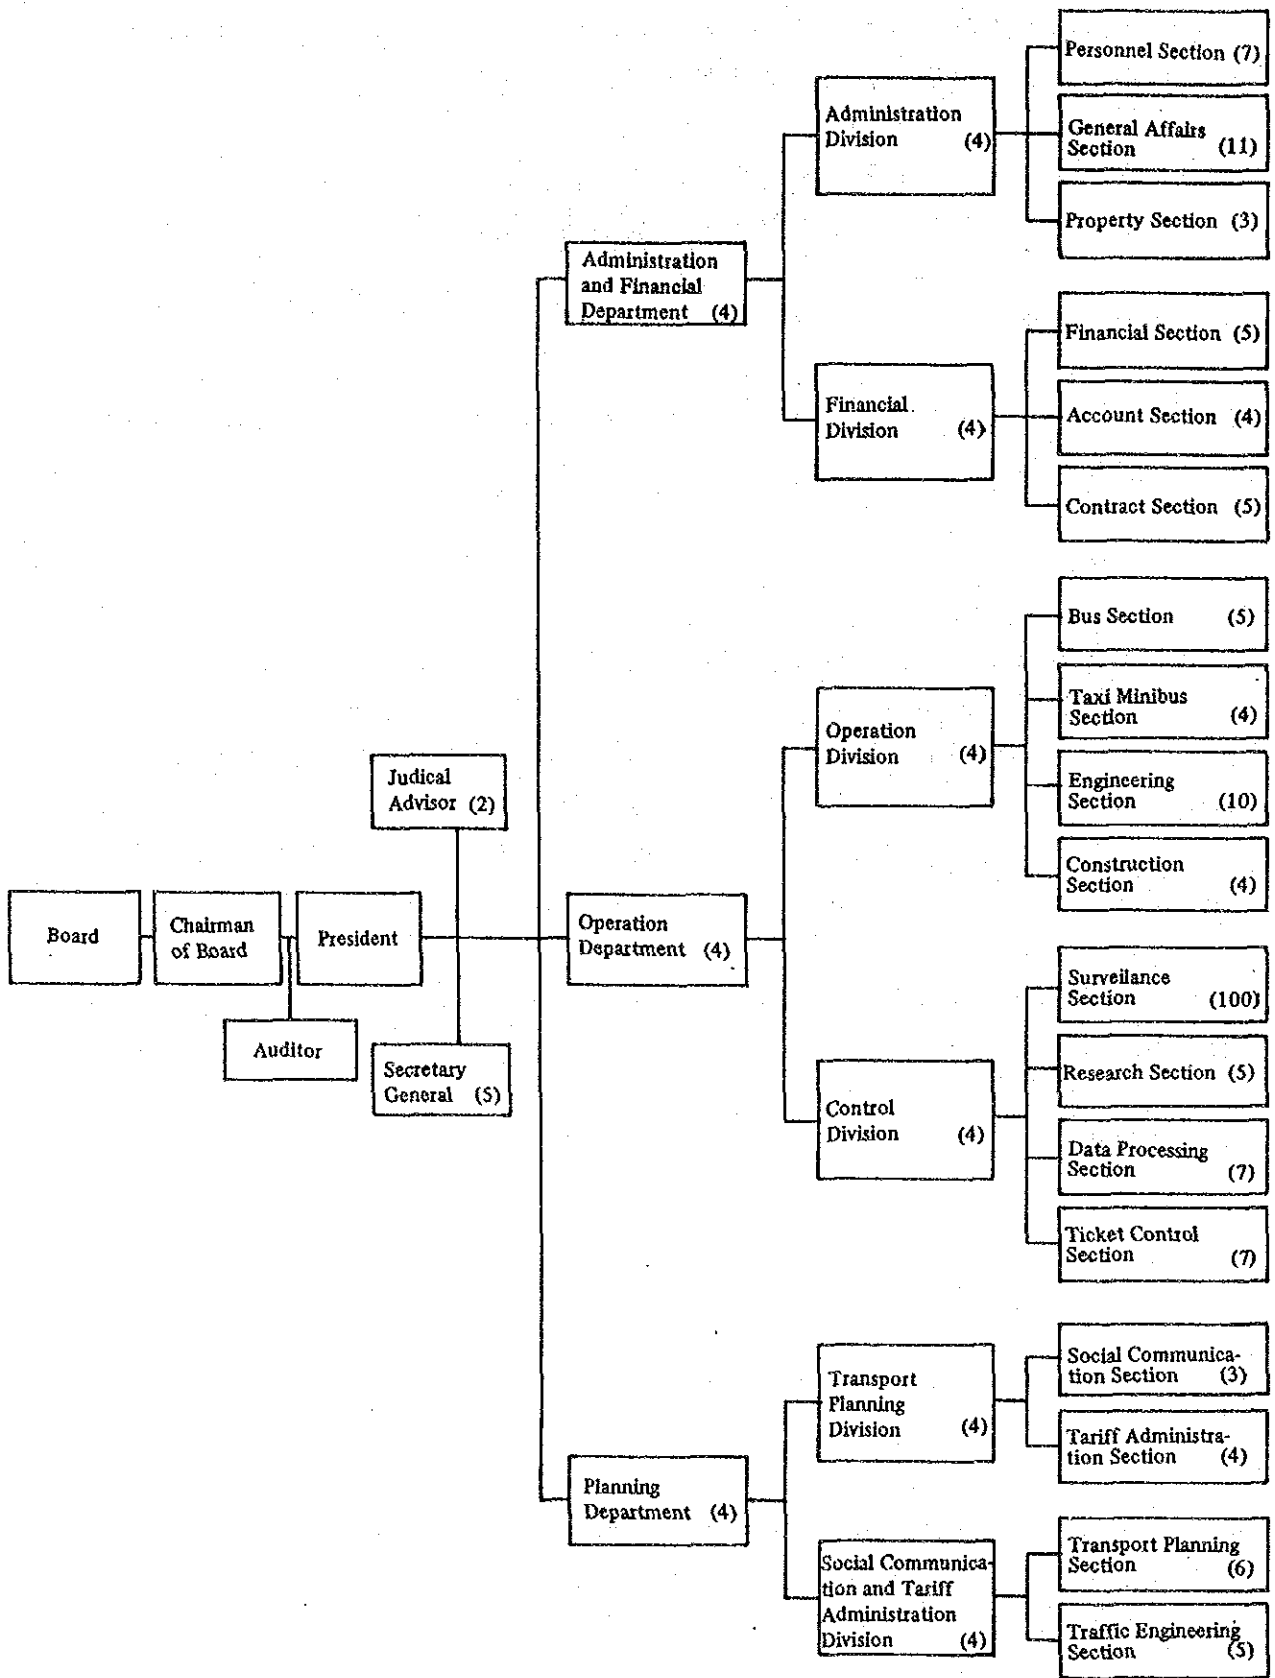 Board
Chairman
of Board
President
Auditor
Judical
Advisor (2)
Secretary
General (5)
Administration
and Financial
Department (4)
Operation
Department (4)
Planning
Department (4)
Administration
Division (4)
Financial
Division (4)
Operation
Division (4)
Control
Division (4)
Transport
Planning
Division (4)
Social Communica-
tion and Tariff
Administration
Division (4)
Personnel Section (7)
General Affairs
Section (11)
Property Section (3)
Financial Section (5)
Account Section (4)
Contract Section (5)
Bus Section (5)
Taxi Minibus
Section (4)
Engineering
Section (10)
Construction
Section (4)
Surveilance
Section (100)
Research Section (5)
Data Processing
Section (7)
Ticket Control
Section (7)
Social Communica-
tion Section (3)
Tariff Administra-
tion Section (4)
Transport Planning
Section (6)
Traffic Engineering
Section (5)